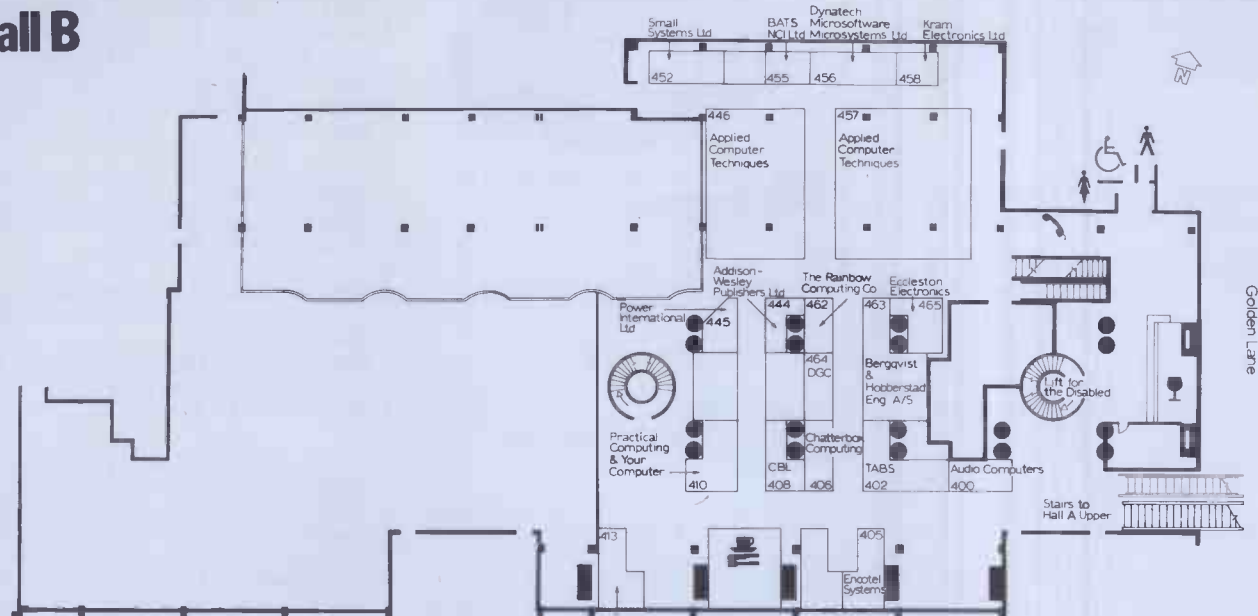 all B
Small
Systems Ltd
BATS
NCI Ltd
Dynatech
Microsoftware
Microsystems Ltd
Kram
Electronics Ltd
452
455
456
458
N
446
Applied
Computer
Techniques
457
Applied
Computer
Techniques
Addison-
Wesley
Publishers Ltd
The Rainbow
Computing Co
Eccleston
Electronics
Power
International
Ltd
445
444
462
463
465
464
DGC
Bergqvist
&
Hobberstad
Eng A/S
Golden Lane
Lift for
the Disabled
Practical
Computing
& Your
Computer
Chatterbox
Computing
410
CBL
408
406
TABS
402
Audio Computers
400
Stairs to
Hall A Upper
413
405
Encotel
Systems